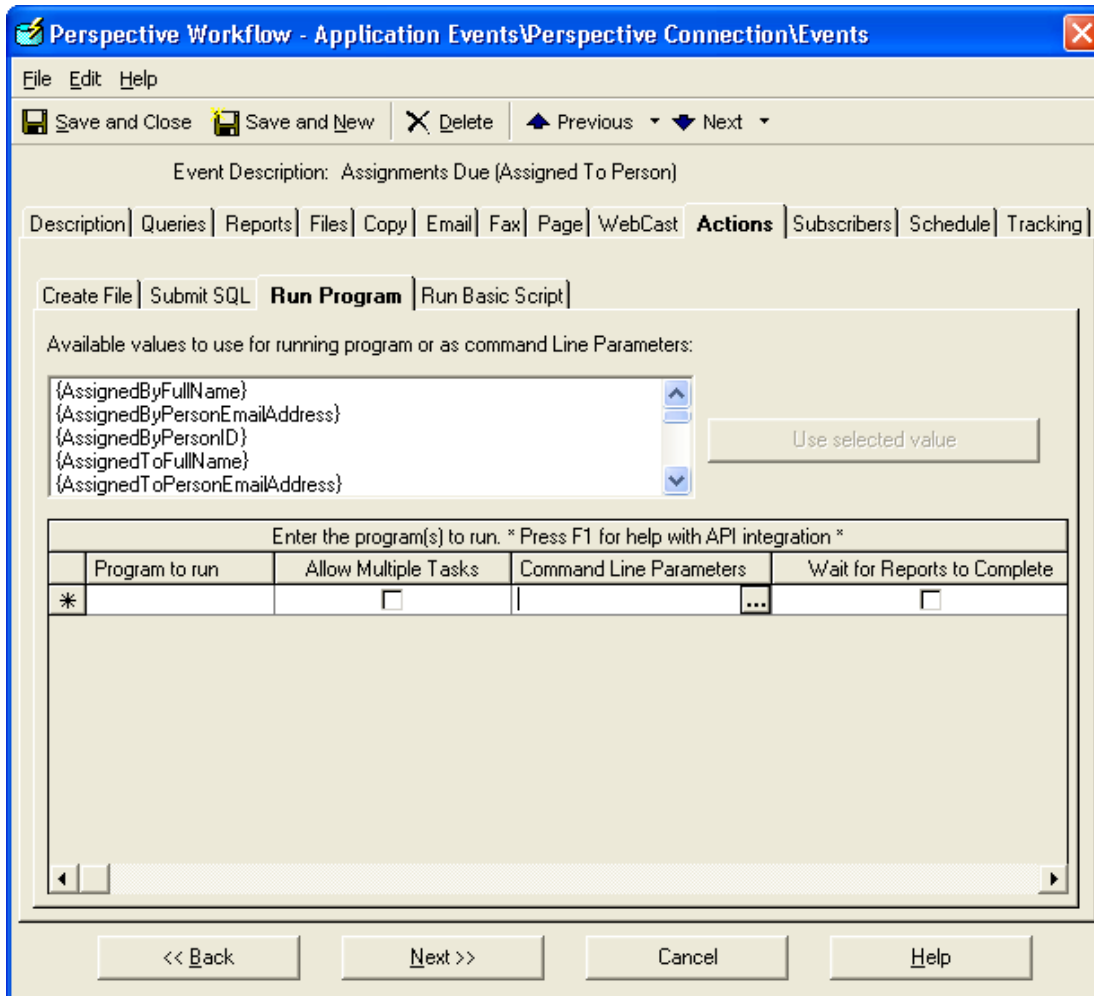 Perspective Workflow - Application Events\Perspective Connection\Events
File Edit Help
Save and Close Save and New Delete Previous Next
Event Description: Assignments Due (Assigned To Person)
Description Queries Reports Files Copy Email Fax Page WebCast Actions Subscribers Schedule Tracking
Create File Submit SQL Run Program Run Basic Script
Available values to use for running program or as command Line Parameters:
{AssignedByFullName}
{AssignedByPersonEmailAddress}
{AssignedByPersonID}
{AssignedToFullName}
{AssignedToPersonEmailAddress}
Use selected value
Enter the program(s) to run. * Press F1 for help with API integration *
Program to run Allow Multiple Tasks Command Line Parameters Wait for Reports to Complete
...
<< Back Next >> Cancel Help